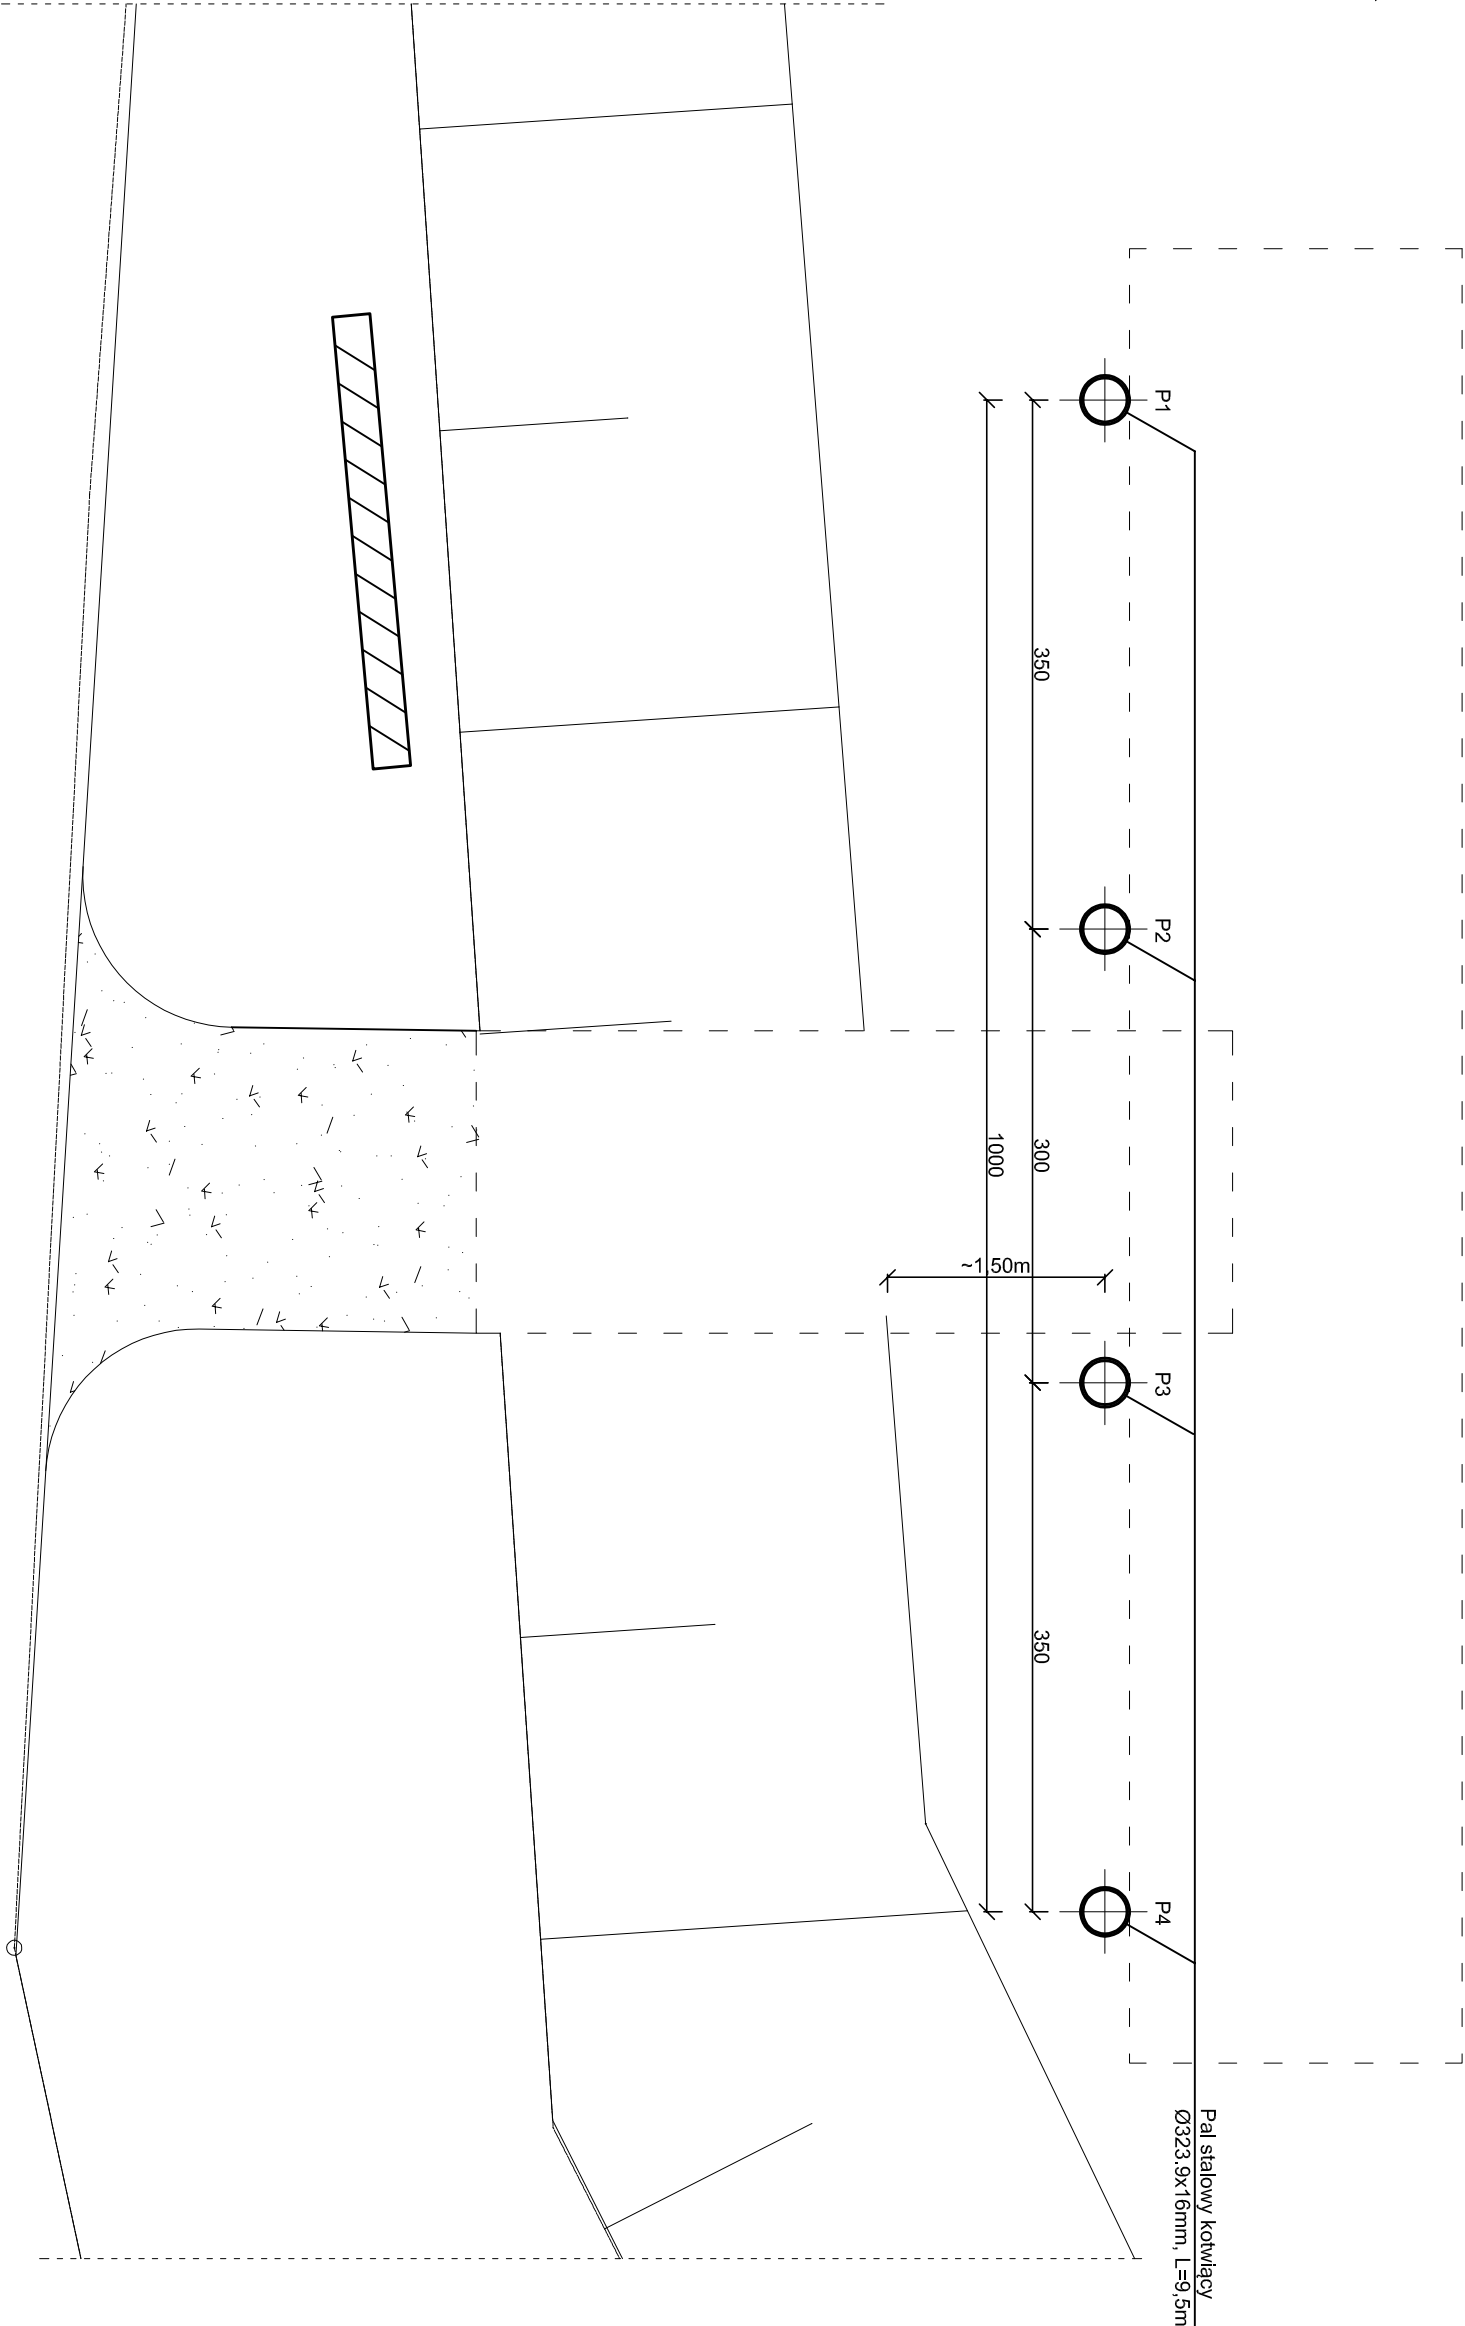 P1
P2
P3
P4
350
300
350
1000
~1,50m
Pal stalowy kotwiący
Ø323.9x16mm, L=9,5m